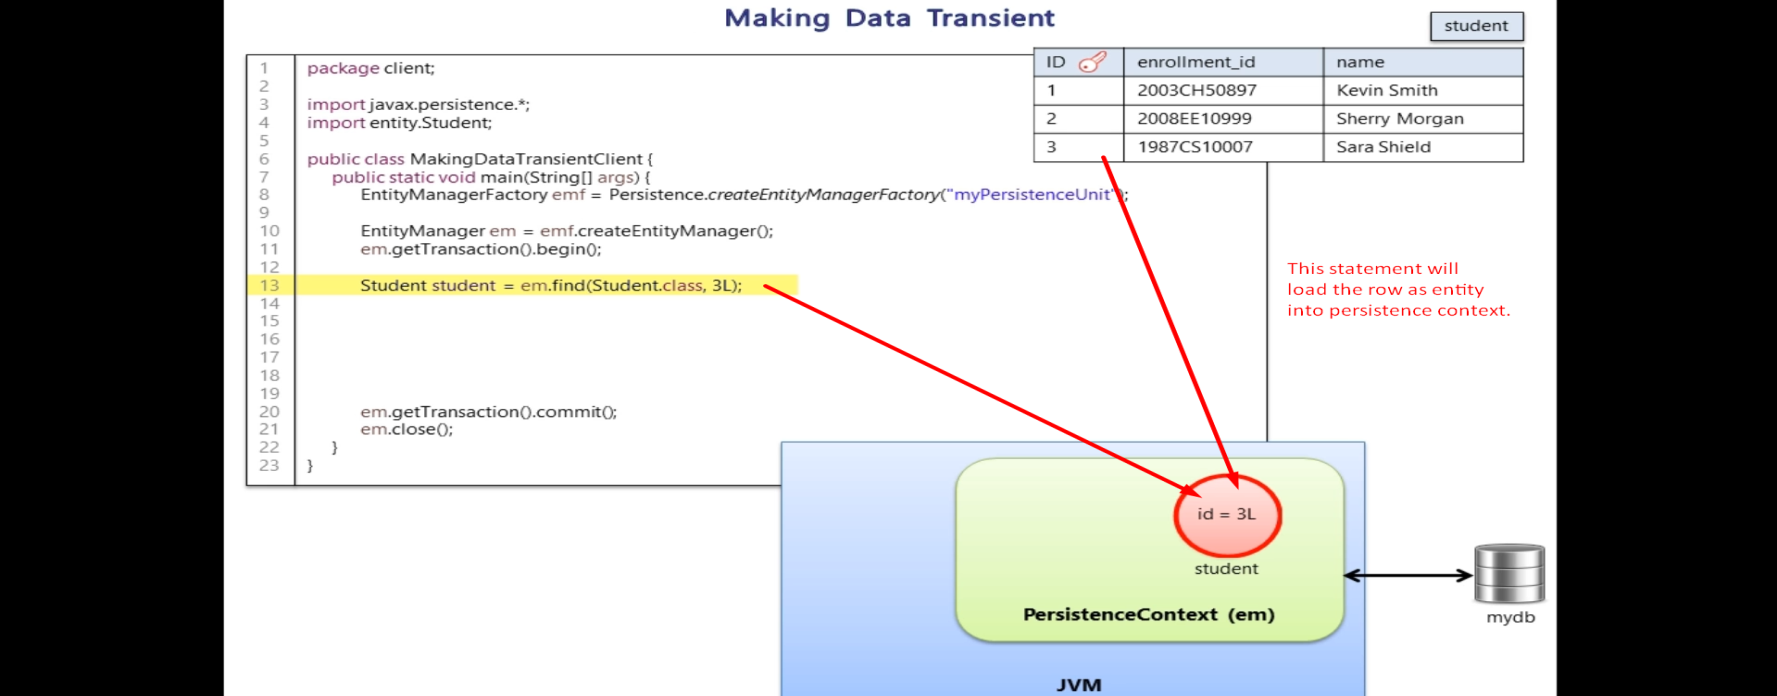 Making Data Transient
student
ID enrollment_id name
1 2003CH50897 Kevin Smith
2 2008EE10999 Sherry Morgan
3 1987CS10007 Sara Shield
1 package client;
2
3 import javax.persistence.*;
4 import entity.Student;
5
6 public class MakingDataTransientClient {
7 public static void main(String[] args) {
8 EntityManagerFactory emf = Persistence.createEntityManagerFactory("myPersistenceUnit");
9
10 EntityManager em = emf.createEntityManager();
11 em.getTransaction().begin();
12
13 Student student = em.find(Student.class, 3L);
14
15
16
17
18
19
20 em.getTransaction().commit();
21 em.close();
22 }
23 }
This statement will
load the row as entity
into persistence context.
id = 3L
student
PersistenceContext (em)
JVM
mydb